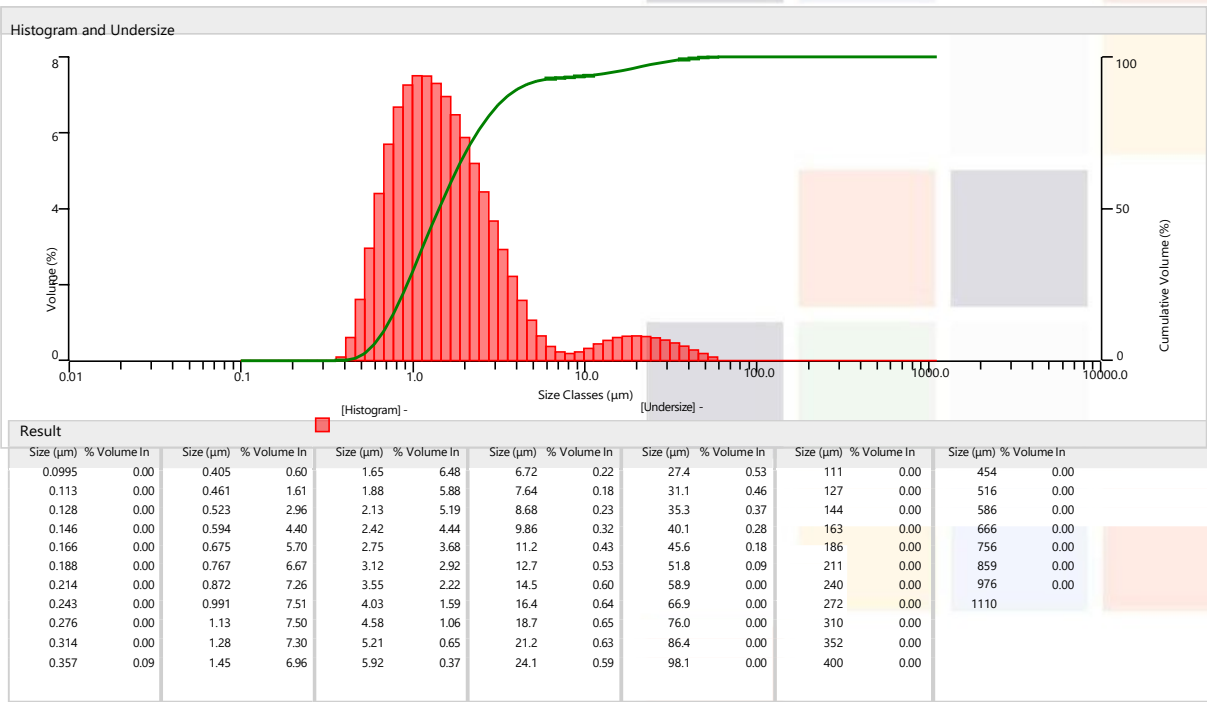 Histogram and Undersize
8
6
4
2
0
Volume (%)
100
50
0
Cumulative Volume (%)
0.01 0.1 1.0 10.0 100.0 1000.0 10000.0
Size Classes (µm)
[Histogram] - [Undersize] -
Result
Size (µm) % Volume In Size (µm) % Volume In Size (µm) % Volume In Size (µm) % Volume In Size (µm) % Volume In Size (µm) % Volume In Size (µm) % Volume In
0.0995 0.00 0.405 0.60 1.65 6.48 6.72 0.22 27.4 0.53 111 0.00 454 0.00
0.113 0.00 0.461 1.61 1.88 5.88 7.64 0.18 31.1 0.46 127 0.00 516 0.00
0.128 0.00 0.523 2.96 2.13 5.19 8.68 0.23 35.3 0.37 144 0.00 586 0.00
0.146 0.00 0.594 4.40 2.42 4.44 9.86 0.32 40.1 0.28 163 0.00 666 0.00
0.166 0.00 0.675 5.70 2.75 3.68 11.2 0.43 45.6 0.18 186 0.00 756 0.00
0.188 0.00 0.767 6.67 3.12 2.92 12.7 0.53 51.8 0.09 211 0.00 859 0.00
0.214 0.00 0.872 7.26 3.55 2.22 14.5 0.60 58.9 0.00 240 0.00 976 0.00
0.243 0.00 0.991 7.51 4.03 1.59 16.4 0.64 66.9 0.00 272 0.00 1110
0.276 0.00 1.13 7.50 4.58 1.06 18.7 0.65 76.0 0.00 310 0.00
0.314 0.00 1.28 7.30 5.21 0.65 21.2 0.63 86.4 0.00 352 0.00
0.357 0.09 1.45 6.96 5.92 0.37 24.1 0.59 98.1 0.00 400 0.00